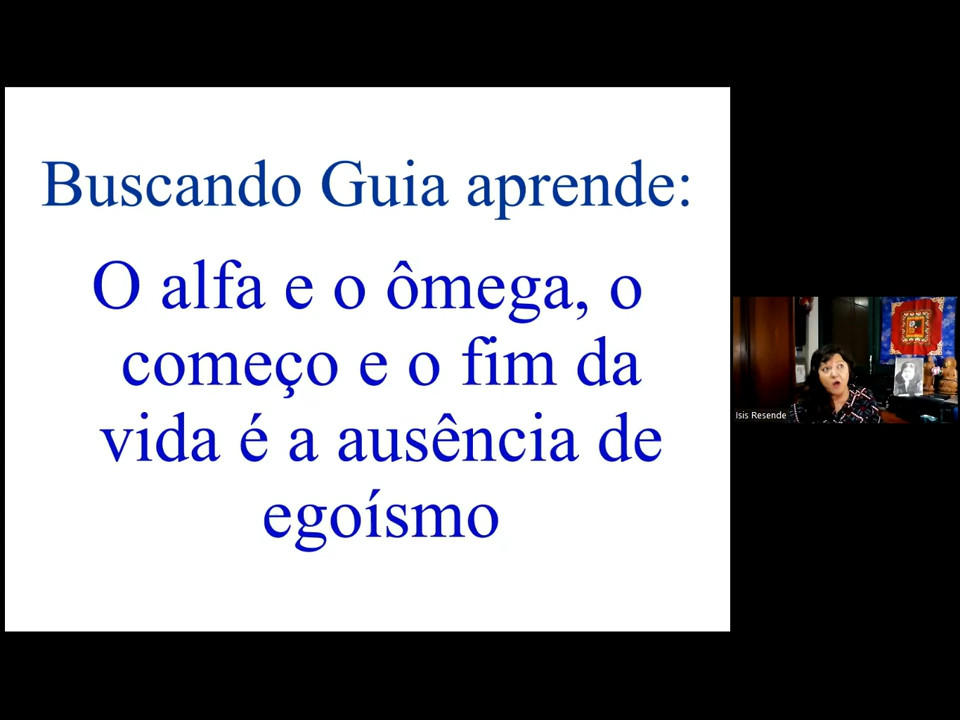 Buscando Guia aprende:
O alfa e o ômega, o
começo e o fim da
vida é a ausência de
egoísmo
Isis Resende